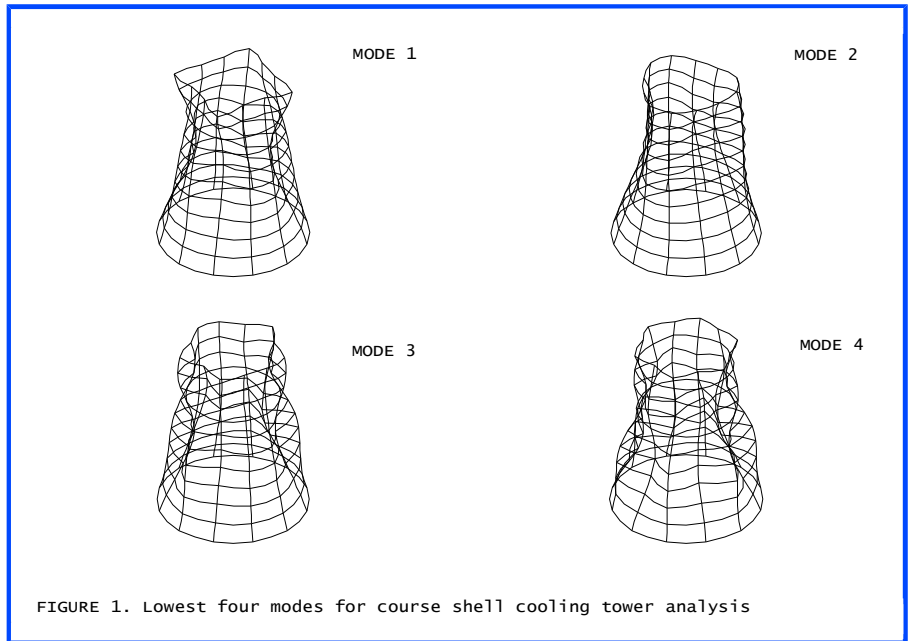 MODE 1
MODE 2
MODE 3
MODE 4
FIGURE 1. Lowest four modes for course shell cooling tower analysis